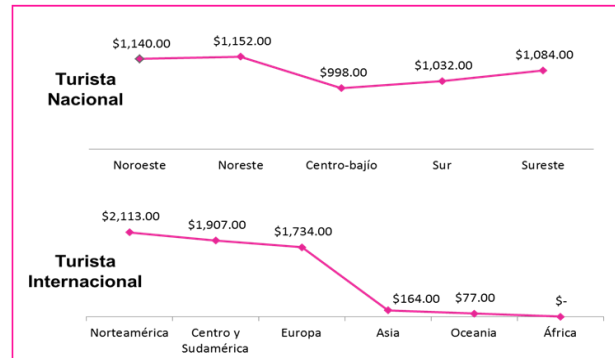 Turista
Nacional
$1,140.00
$1,152.00
$998.00
$1,032.00
$1,084.00
Noroeste
Noreste
Centro-bajío
Sur
Sureste
Turista
Internacional
$2,113.00
$1,907.00
$1,734.00
$164.00
$77.00
$-
Norteamérica
Centro y
Sudamérica
Europa
Asia
Oceania
África